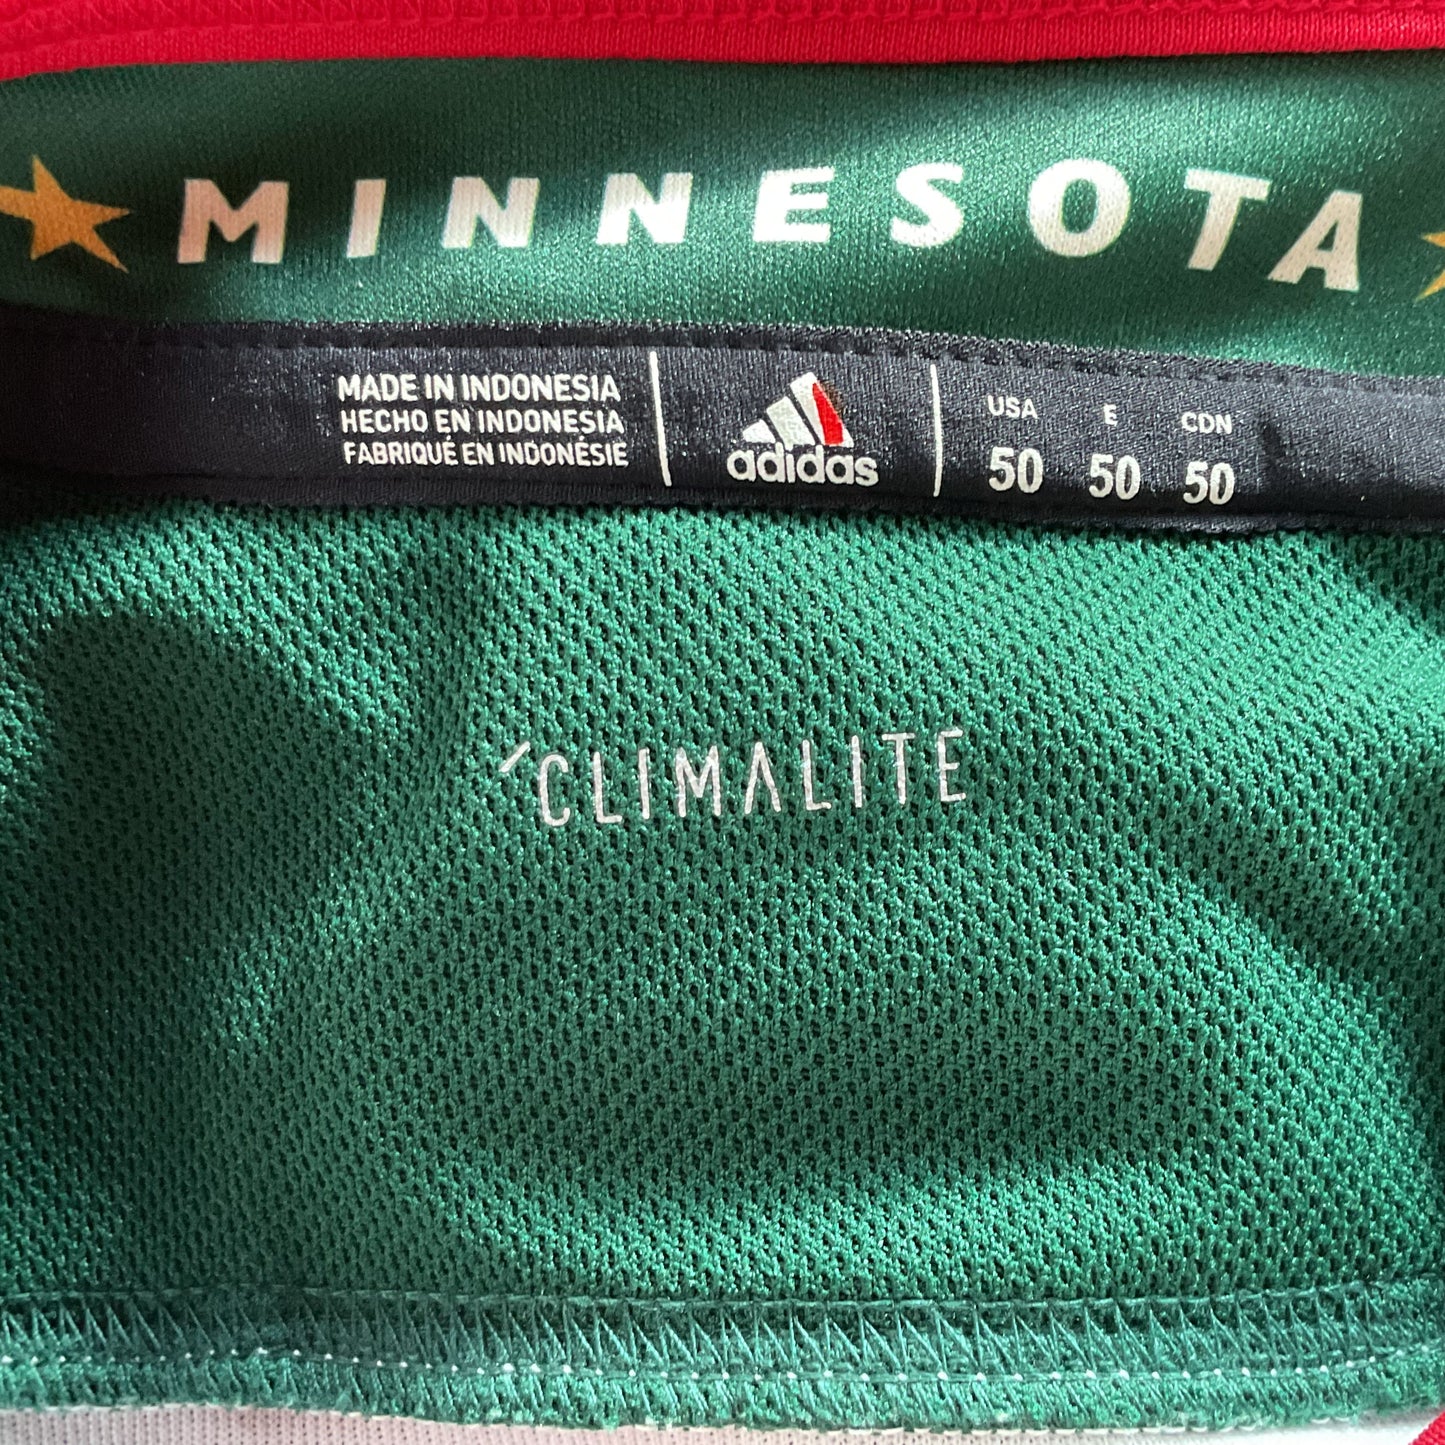 MINNESOTA
MADE IN INDONESIA
HECHO EN INDONESIA
FABRIQUÉ EN INDONÉSIE
adidas
USA E CDN
50 50 50
´CLIMALITE